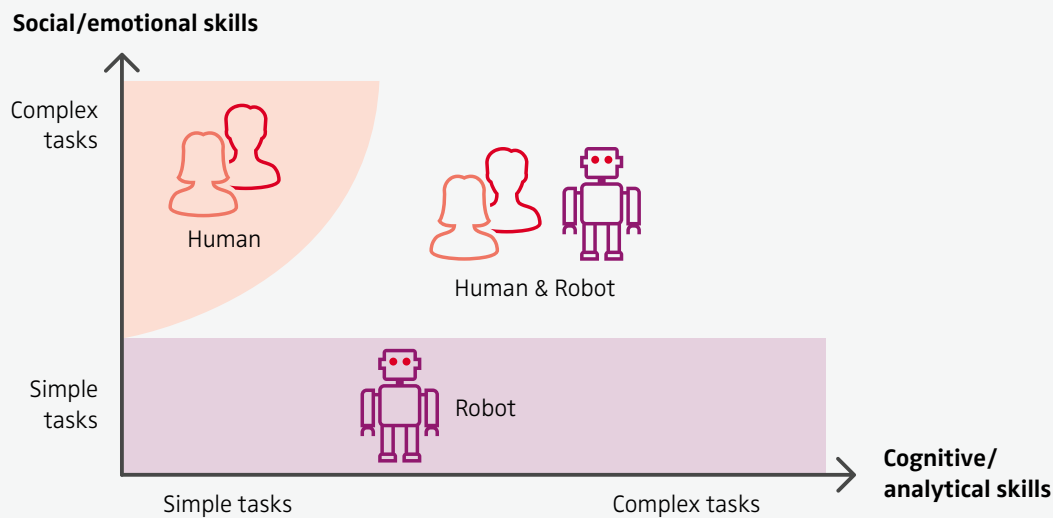 Social/emotional skills
Complex
tasks
Human
Human & Robot
Simple
tasks
Robot
Cognitive/
analytical skills
Simple tasks
Complex tasks